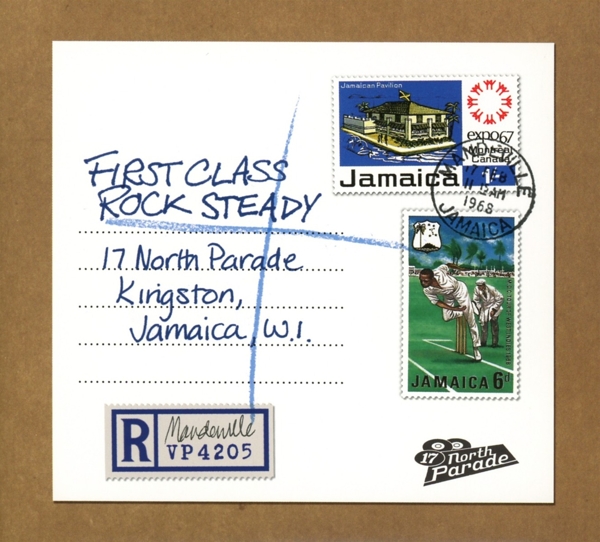 Jamaican Pavilion
expo67
Montreal
Canada
Jamaica 1/-
MANDEVILLE
1968
JAMAICA
FIRST CLASS
ROCK STEADY
17 North Parade
Kingston,
Jamaica, W.I.
JAMAICA 6D
R
Mandeville
VP4205
17 North
Parade